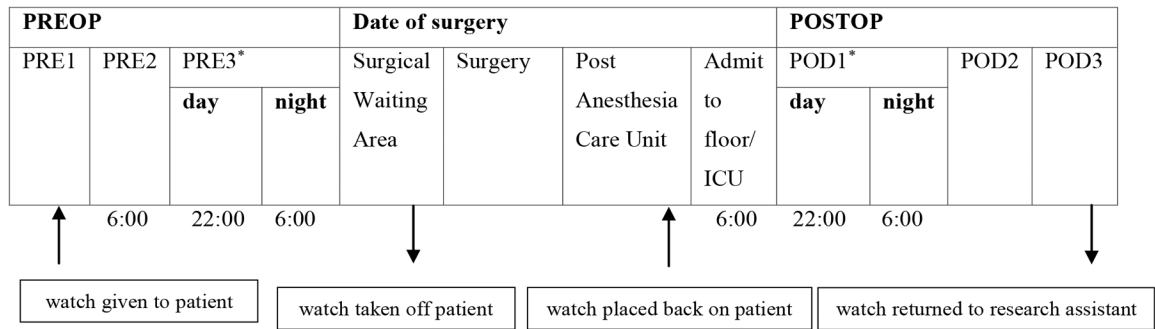 PREOP Date of surgery POSTOP
PRE1 PRE2 PRE3* Surgical Surgery Post Admit POD1* POD2 POD3
day night Waiting Anesthesia to day night
Area Care Unit floor/
ICU
6:00 22:00 6:00 6:00 22:00 6:00
watch given to patient watch taken off patient watch placed back on patient watch returned to research assistant